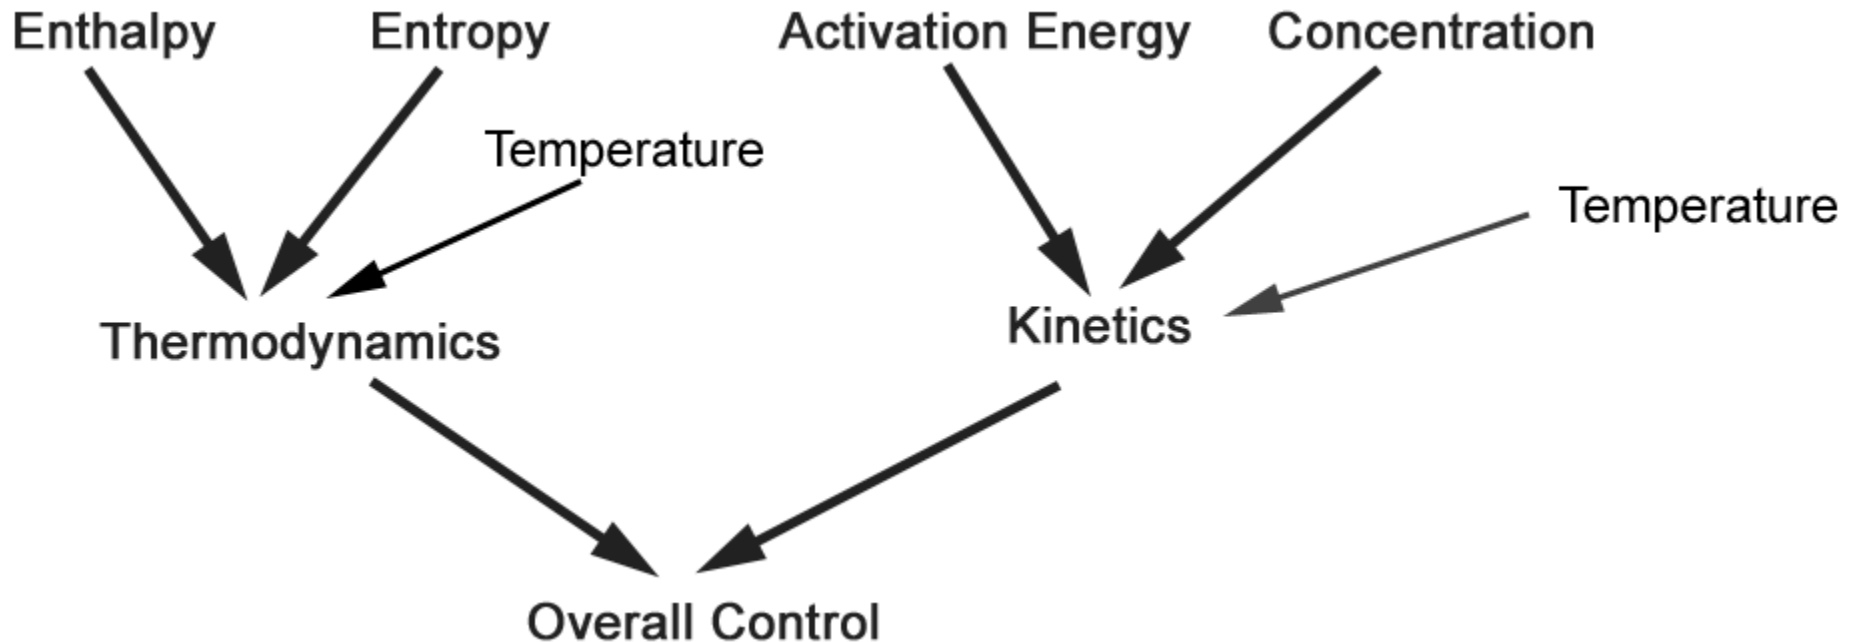 Enthalpy
Entropy
Activation Energy
Concentration
Temperature
Temperature
Thermodynamics
Kinetics
Overall Control